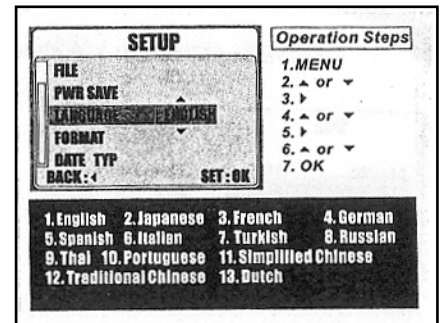 SETUP
FILE
PWR SAVE
LANGUAGE ENGLISH
FORMAT
DATE TYP
BACK: SET:OK
Operation Steps
1.MENU
2. ▲ or ▼
3. ▶
4. ▲ or ▼
5. ▶
6. ▲ or ▼
7. OK
1.English 2.Japanese 3.French 4.German
5.Spanish 6.Italian 7. Turkish 8.Russian
9.Thai 10.Portuguese 11.Simplified Chinese
12.Traditional Chinese 13.Dutch